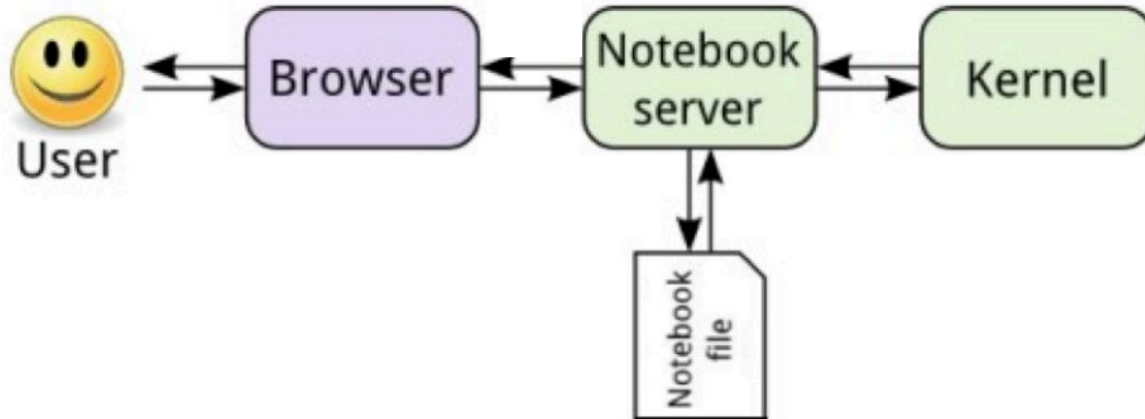 User
Browser
Notebook
server
Kernel
Notebook
file